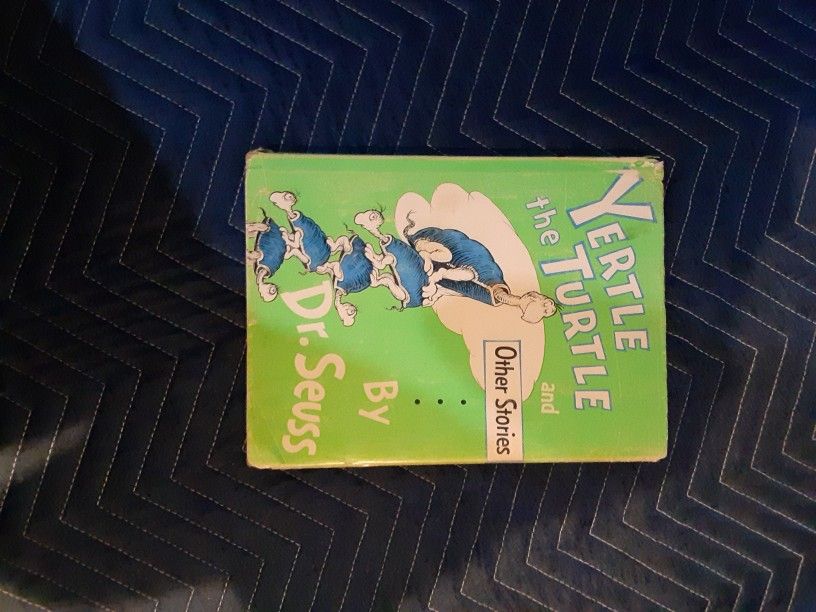 YERTLE
the TURTLE
and
Other Stories
. . .
By
Dr. Seuss